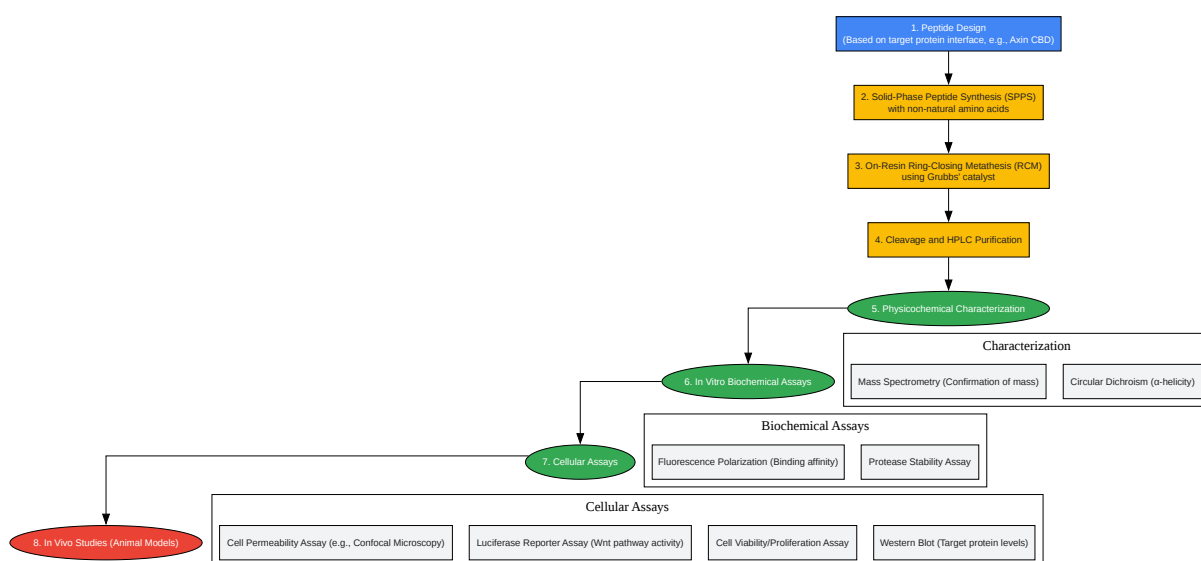 1. Peptide Design
(Based on target protein interface, e.g., Axin CBD)
2. Solid-Phase Peptide Synthesis (SPPS)
with non-natural amino acids
3. On-Resin Ring-Closing Metathesis (RCM)
using Grubbs' catalyst
4. Cleavage and HPLC Purification
5. Physicochemical Characterization
Characterization
Mass Spectrometry (Confirmation of mass)
Circular Dichroism (α-helicity)
6. In Vitro Biochemical Assays
Biochemical Assays
Fluorescence Polarization (Binding affinity)
Protease Stability Assay
7. Cellular Assays
Cellular Assays
Cell Permeability Assay (e.g., Confocal Microscopy)
Luciferase Reporter Assay (Wnt pathway activity)
Cell Viability/Proliferation Assay
Western Blot (Target protein levels)
8. In Vivo Studies (Animal Models)